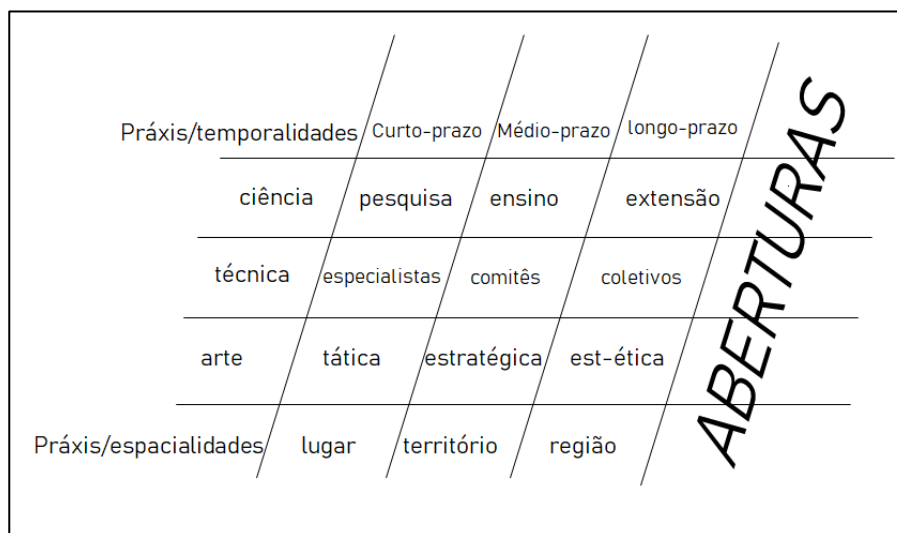 Práxis/temporalidades Curto-prazo Médio-prazo longo-prazo
ciência pesquisa ensino extensão
técnica especialistas comitês coletivos
arte tática estratégica est-ética
Práxis/espacialidades lugar território região
ABERTURAS